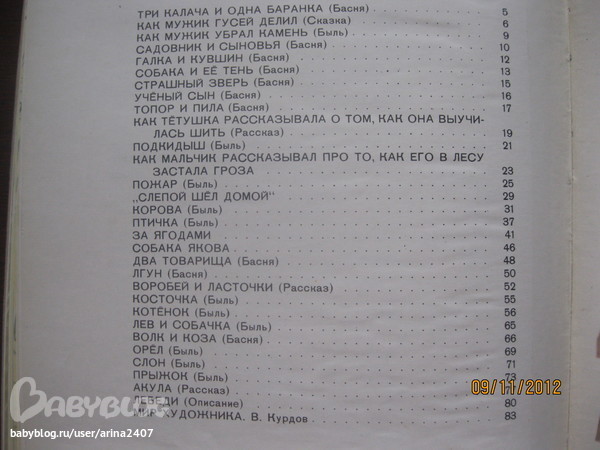 ТРИ КАЛАЧА И ОДНА БАРАНКА (Басня) 5
КАК МУЖИК ГУСЕЙ ДЕЛИЛ (Сказка) 6
КАК МУЖИК УБРАЛ КАМЕНЬ (Быль) 9
САДОВНИК И СЫНОВЬЯ (Басня) 10
ГАЛКА И КУВШИН (Басня) 12
СОБАКА И ЕЁ ТЕНЬ (Басня) 13
СТРАШНЫЙ ЗВЕРЬ (Басня) 15
УЧЁНЫЙ СЫН (Басня) 16
ТОПОР И ПИЛА (Басня) 17
КАК ТЁТУШКА РАССКАЗЫВАЛА О ТОМ, КАК ОНА ВЫУЧИ-
ЛАСЬ ШИТЬ (Рассказ) 19
ПОДКИДЫШ (Быль) 21
КАК МАЛЬЧИК РАССКАЗЫВАЛ ПРО ТО, КАК ЕГО В ЛЕСУ
ЗАСТАЛА ГРОЗА 23
ПОЖАР (Быль) 25
„СЛЕПОЙ ШЁЛ ДОМОЙ“ 29
КОРОВА (Быль) 31
ПТИЧКА (Быль) 37
ЗА ЯГОДАМИ 41
СОБАКА ЯКОВА 46
ДВА ТОВАРИЩА (Басня) 48
ЛГУН (Басня) 50
ВОРОБЕЙ И ЛАСТОЧКИ (Рассказ) 52
КОСТОЧКА (Быль) 55
КОТЁНОК (Быль) 56
ЛЕВ И СОБАЧКА (Быль) 65
ВОЛК И КОЗА (Басня) 66
ОРЁЛ (Быль) 69
СЛОН (Быль) 71
ПРЫЖОК (Быль) 73
АКУЛА (Рассказ) 
ЛЕБЕДИ (Описание) 80
МИР ХУДОЖНИКА. В. Курдов 83
09/11/2012
BABYBLOG
babyblog.ru/user/arina2407